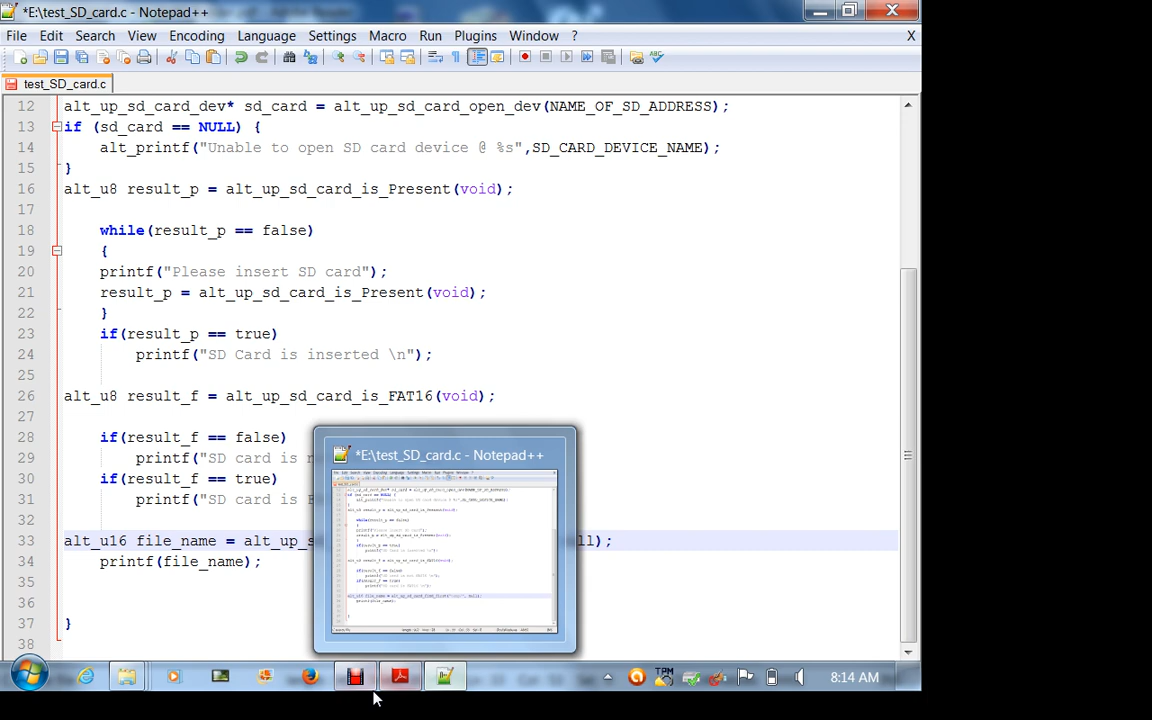 *E:\test_SD_card.c - Notepad++
File Edit Search View Encoding Language Settings Macro Run Plugins Window ? X
test_SD_card.c
12 alt_up_sd_card_dev* sd_card = alt_up_sd_card_open_dev(NAME_OF_SD_ADDRESS);
13 if (sd_card == NULL) {
14 alt_printf("Unable to open SD card device @ %s",SD_CARD_DEVICE_NAME);
15 }
16 alt_u8 result_p = alt_up_sd_card_is_Present(void);
17
18 while(result_p == false)
19 {
20 printf("Please insert SD card");
21 result_p = alt_up_sd_card_is_Present(void);
22 }
23 if(result_p == true)
24 printf("SD Card is inserted \n");
25
26 alt_u8 result_f = alt_up_sd_card_is_FAT16(void);
27
28 if(result_f == false)
29 printf("SD card is
30 if(result_f == true)
31 printf("SD card is
32
33 alt_u16 file_name = alt_up_s ll);
34 printf(file_name);
35
36
37 }
38
*E:\test_SD_card.c - Notepad++
8:14 AM